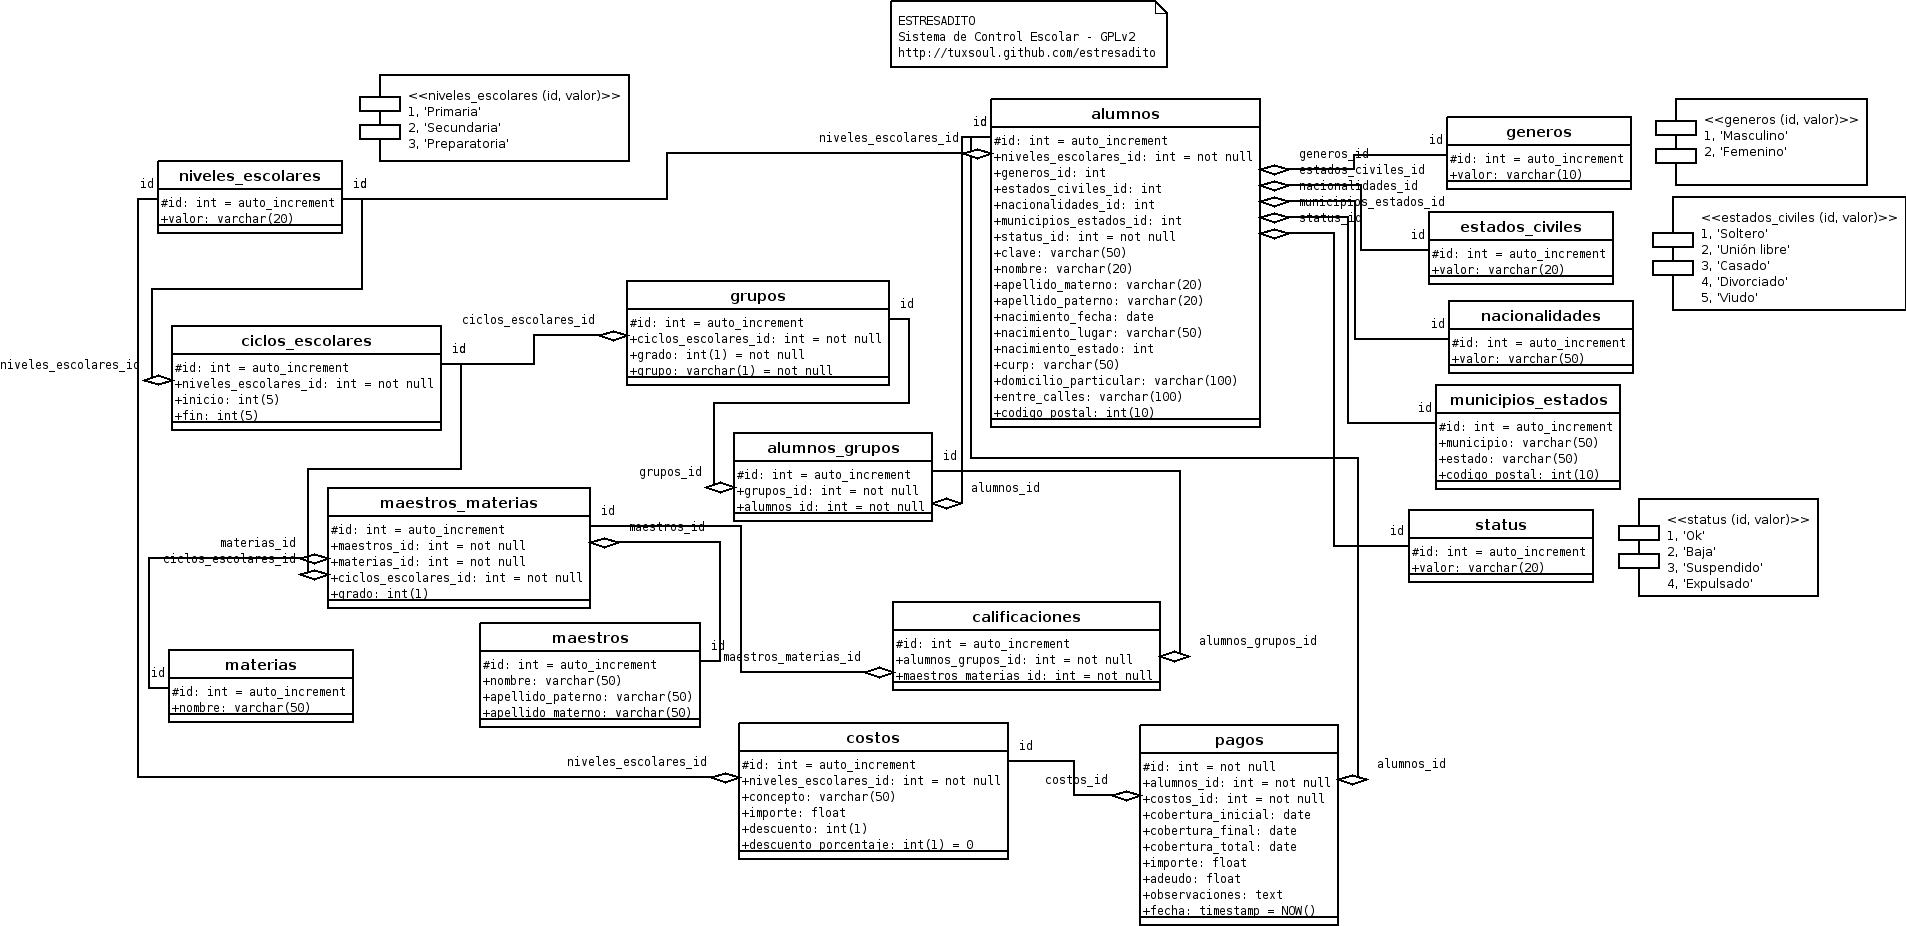 ESTRESADITO
Sistema de Control Escolar - GPLv2
http://tuxsoul.github.com/estresadito
<<niveles_escolares (id, valor)>>
1, 'Primaria'
2, 'Secundaria'
3, 'Preparatoria'
niveles_escolares
#id: int = auto_increment
+valor: varchar(20)
id
id
niveles_escolares_id
alumnos
#id: int = auto_increment
+niveles_escolares_id: int = not null
+generos_id: int
+estados_civiles_id: int
+nacionalidades_id: int
+municipios_estados_id: int
+status_id: int = not null
+clave: varchar(50)
+nombre: varchar(20)
+apellido_materno: varchar(20)
+apellido_paterno: varchar(20)
+nacimiento_fecha: date
+nacimiento_lugar: varchar(50)
+nacimiento_estado: int
+curp: varchar(50)
+domicilio_particular: varchar(100)
+entre_calles: varchar(100)
+codigo_postal: int(10)
id
niveles_escolares_id
generos_id
estados_civiles_id
nacionalidades_id
municipios_estados_id
status_id
id
generos
#id: int = auto_increment
+valor: varchar(10)
<<generos (id, valor)>>
1, 'Masculino'
2, 'Femenino'
id
estados_civiles
#id: int = auto_increment
+valor: varchar(20)
<<estados_civiles (id, valor)>>
1, 'Soltero'
2, 'Unión libre'
3, 'Casado'
4, 'Divorciado'
5, 'Viudo'
id
nacionalidades
#id: int = auto_increment
+valor: varchar(50)
id
municipios_estados
#id: int = auto_increment
+municipio: varchar(50)
+estado: varchar(50)
+codigo_postal: int(10)
id
status
#id: int = auto_increment
+valor: varchar(20)
<<status (id, valor)>>
1, 'Ok'
2, 'Baja'
3, 'Suspendido'
4, 'Expulsado'
ciclos_escolares
#id: int = auto_increment
+niveles_escolares_id: int = not null
+inicio: int(5)
+fin: int(5)
id
ciclos_escolares_id
grupos
#id: int = auto_increment
+ciclos_escolares_id: int = not null
+grado: int(1) = not null
+grupo: varchar(1) = not null
id
grupos_id
alumnos_grupos
#id: int = auto_increment
+grupos_id: int = not null
+alumnos_id: int = not null
id
alumnos_id
maestros_materias
#id: int = auto_increment
+maestros_id: int = not null
+materias_id: int = not null
+ciclos_escolares_id: int = not null
+grado: int(1)
id
maestros_id
materias_id
ciclos_escolares_id
id
materias
#id: int = auto_increment
+nombre: varchar(50)
maestros
#id: int = auto_increment
+nombre: varchar(50)
+apellido_paterno: varchar(50)
+apellido_materno: varchar(50)
id
maestros_materias_id
calificaciones
#id: int = auto_increment
+alumnos_grupos_id: int = not null
+maestros_materias_id: int = not null
alumnos_grupos_id
niveles_escolares_id
costos
#id: int = auto_increment
+niveles_escolares_id: int = not null
+concepto: varchar(50)
+importe: float
+descuento: int(1)
+descuento_porcentaje: int(1) = 0
id
costos_id
pagos
#id: int = not null
+alumnos_id: int = not null
+costos_id: int = not null
+cobertura_inicial: date
+cobertura_final: date
+cobertura_total: date
+importe: float
+adeudo: float
+observaciones: text
+fecha: timestamp = NOW()
alumnos_id